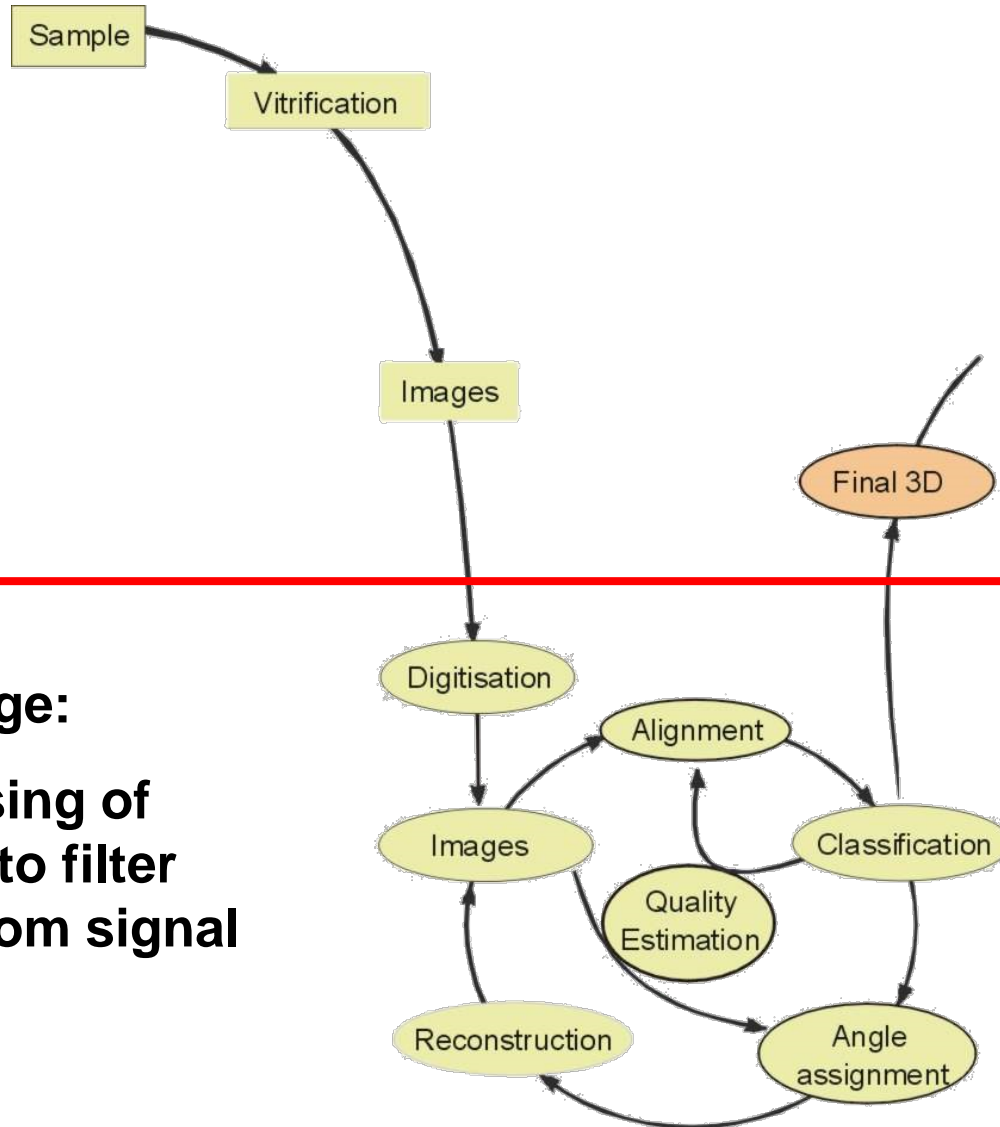 Sample
Vitrification
Images
Final 3D
Digitisation
ge:
sing of
to filter
om signal
Alignment
Images
Classification
Quality
Estimation
Reconstruction
Angle
assignment